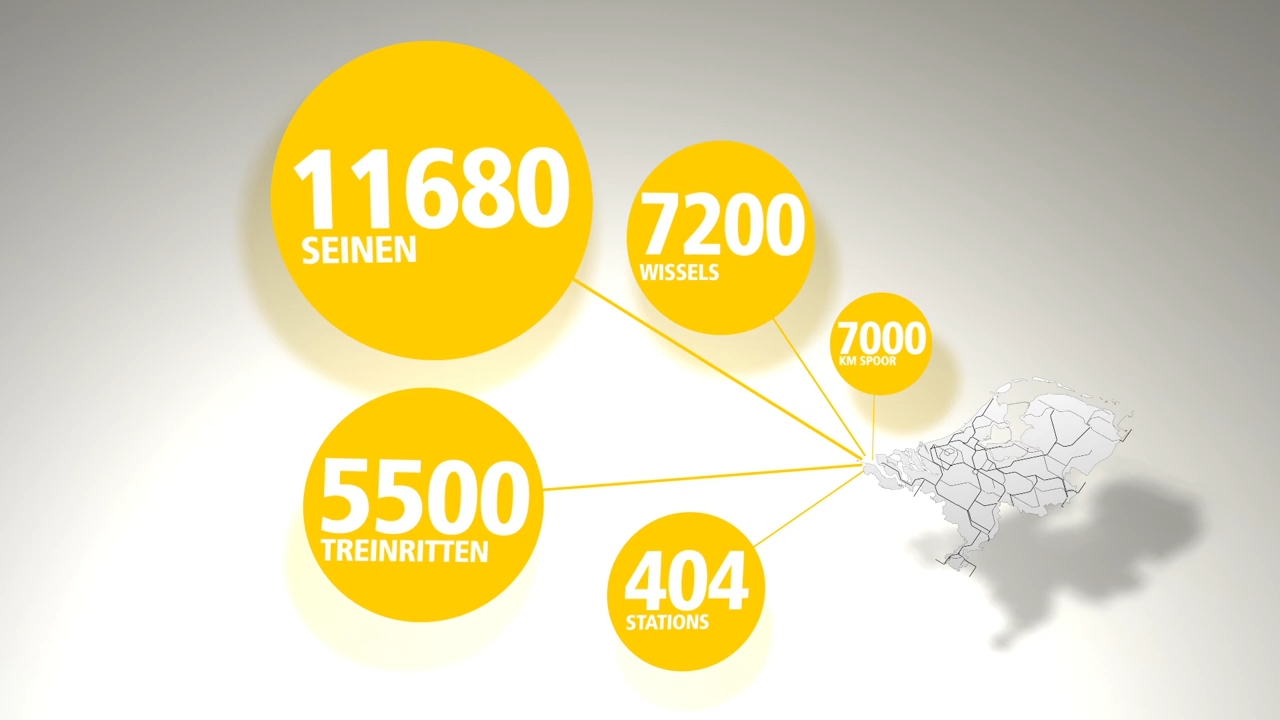 11680
SEINEN
7200
WISSELS
7000
KM SPOOR
5500
TREINRITTEN
404
STATIONS